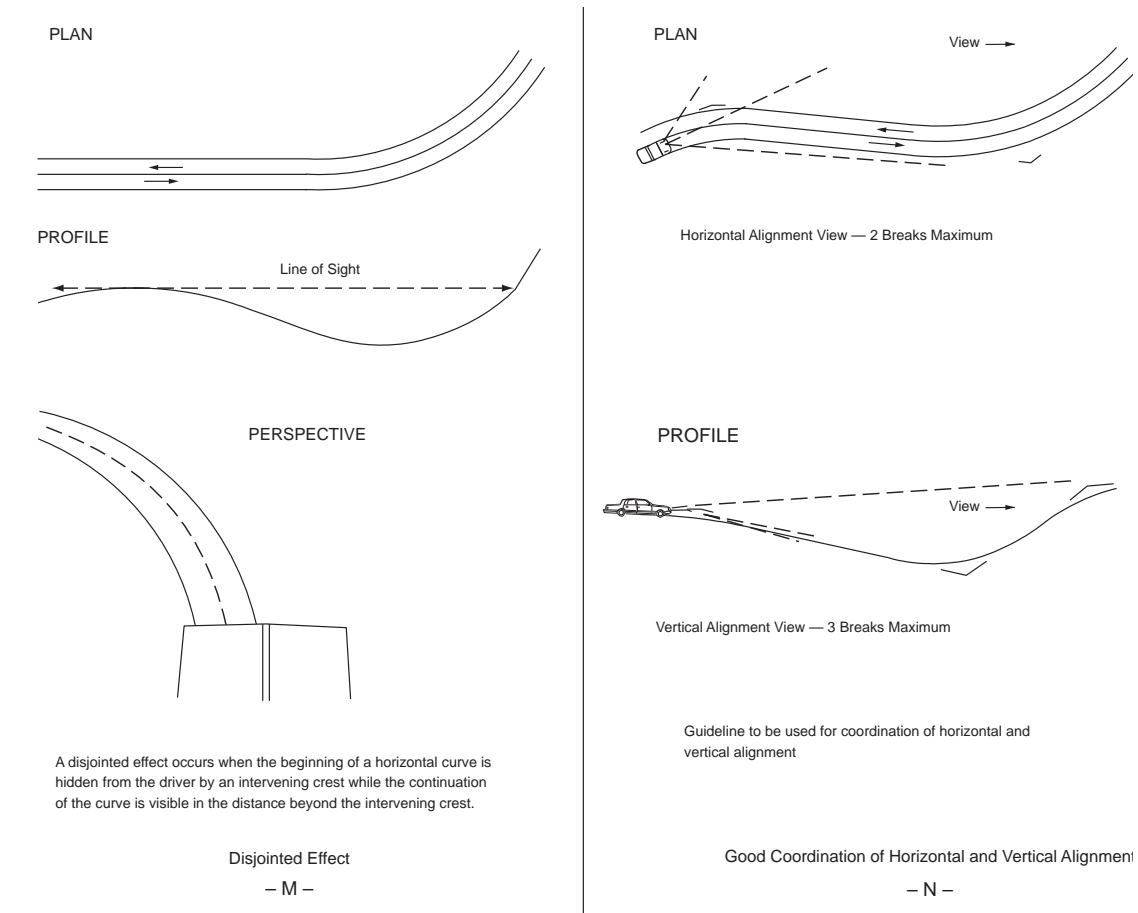 PLAN
PROFILE
Line of Sight
PERSPECTIVE
A disjointed effect occurs when the beginning of a horizontal curve is
hidden from the driver by an intervening crest while the continuation
of the curve is visible in the distance beyond the intervening crest.
Disjointed Effect
– M –
PLAN
View
Horizontal Alignment View — 2 Breaks Maximum
PROFILE
View
Vertical Alignment View — 3 Breaks Maximum
Guideline to be used for coordination of horizontal and
vertical alignment
Good Coordination of Horizontal and Vertical Alignment
– N –